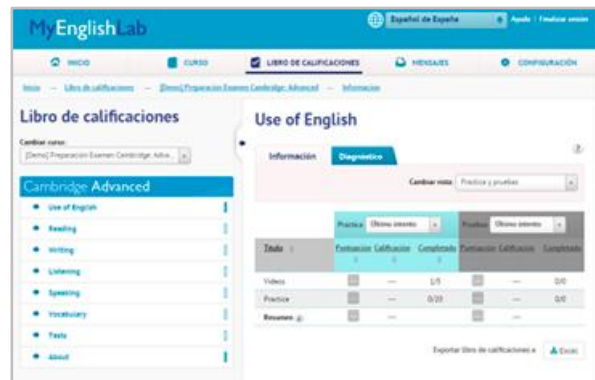 MyEnglishLab
Español de España
Ayuda | Finalizar sesión
INICIO
CURSO
LIBRO DE CALIFICACIONES
MENSAJES
CONFIGURACIÓN
Inicio — Libro de calificaciones — [Demo] Preparación Examen Cambridge: Advanced — Información
Libro de calificaciones
Cambiar curso:
[Demo] Preparación Examen Cambridge: Adva...
Cambridge Advanced
Use of English
Reading
Writing
Listening
Speaking
Vocabulary
Tests
About
Use of English
Información
Diagnóstico
?
Cambiar vista: Práctica y pruebas
Práctica Último intento
Pruebas Último intento
Título Puntuación Calificación Completado Puntuación Calificación Completado
Videos --- --- 1/5 --- --- 0/0
Practice --- --- 0/20 --- --- 0/0
Resumen
Exportar libro de calificaciones a
Excel